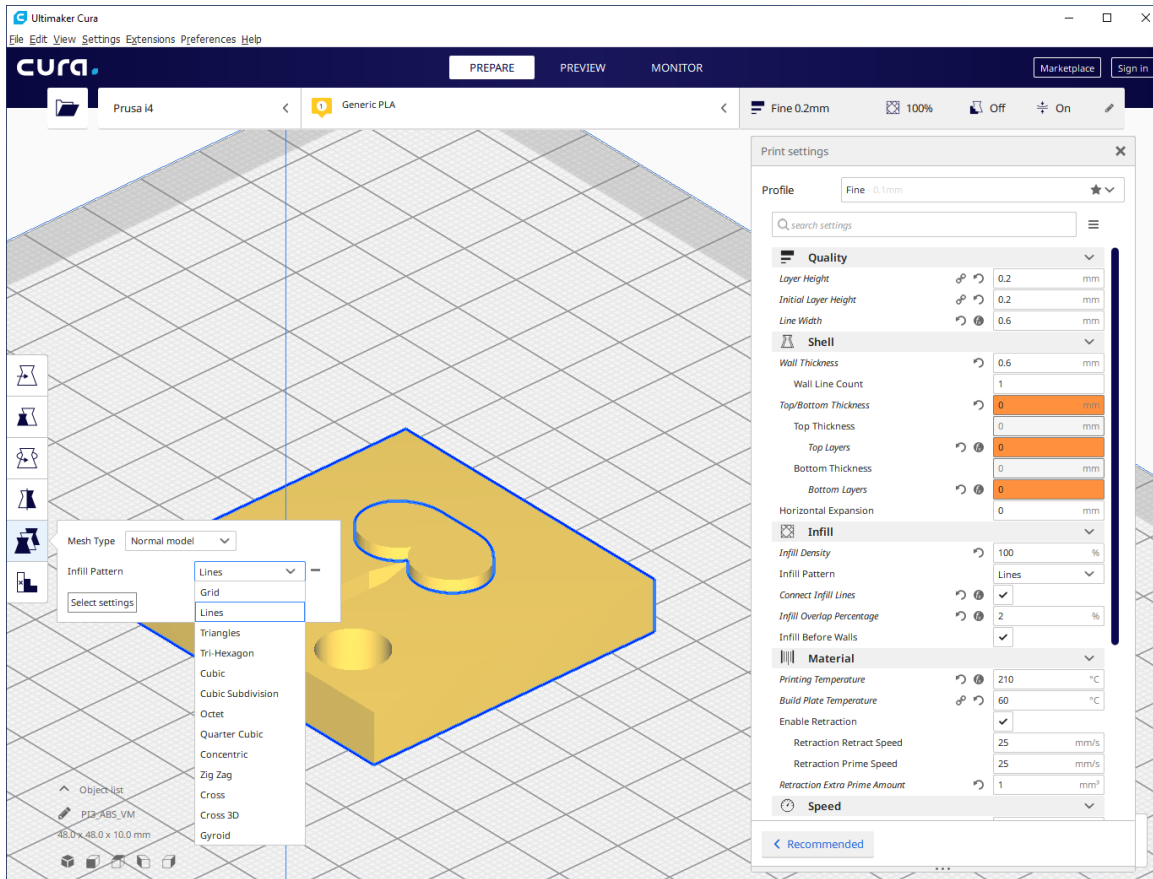 Ultimaker Cura
File Edit View Settings Extensions Preferences Help
cura.
PREPARE PREVIEW MONITOR
Marketplace Sign in
Prusa i4
1 Generic PLA
Fine 0.2mm 100% Off On
Print settings
Profile Fine - 0.1mm
search settings
Quality
Layer Height 0.2 mm
Initial Layer Height 0.2 mm
Line Width 0.6 mm
Shell
Wall Thickness 0.6 mm
Wall Line Count 1
Top/Bottom Thickness 0 mm
Top Thickness 0 mm
Top Layers 0
Bottom Thickness 0 mm
Bottom Layers 0
Horizontal Expansion 0 mm
Infill
Infill Density 100 %
Infill Pattern Lines
Connect Infill Lines
Infill Overlap Percentage 2 %
Infill Before Walls
Material
Printing Temperature 210 °C
Build Plate Temperature 60 °C
Enable Retraction
Retraction Retract Speed 25 mm/s
Retraction Prime Speed 25 mm/s
Retraction Extra Prime Amount 1 mm³
Speed
Recommended
Mesh Type Normal model
Infill Pattern Lines
Select settings
Grid
Lines
Triangles
Tri-Hexagon
Cubic
Cubic Subdivision
Octet
Quarter Cubic
Concentric
Zig Zag
Cross
Cross 3D
Gyroid
Object list
PI3_ABS_VM
48.0 x 48.0 x 10.0 mm